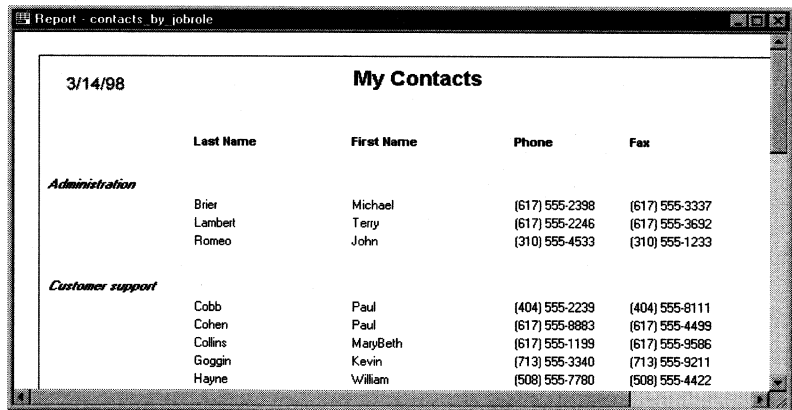 Report - contacts_by_jobrole
3/14/98 My Contacts
Last Name First Name Phone Fax
Administration
Brier Michael (617) 555-2398 (617) 555-3337
Lambert Terry (617) 555-2246 (617) 555-3692
Romeo John (310) 555-4533 (310) 555-1233
Customer support
Cobb Paul (404) 555-2239 (404) 555-8111
Cohen Paul (617) 555-8883 (617) 555-4499
Collins MaryBeth (617) 555-1199 (617) 555-9586
Goggin Kevin (713) 555-3340 (713) 555-9211
Hayne William (508) 555-7780 (508) 555-4422